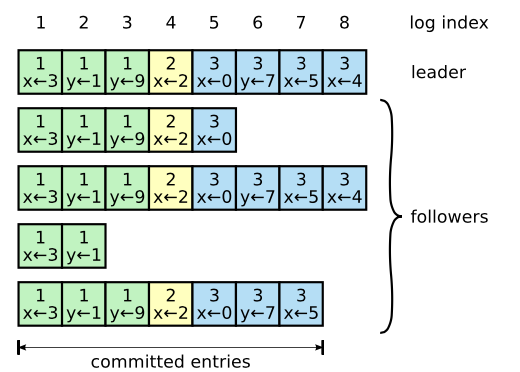 1 2 3 4 5 6 7 8 log index
1 1 1 2 3 3 3 3
x←3 y←1 y←9 x←2 x←0 y←7 x←5 x←4
leader
1 1 1 2 3
x←3 y←1 y←9 x←2 x←0
1 1 1 2 3 3 3 3
x←3 y←1 y←9 x←2 x←0 y←7 x←5 x←4
followers
1 1
x←3 y←1
1 1 1 2 3 3 3
x←3 y←1 y←9 x←2 x←0 y←7 x←5
committed entries